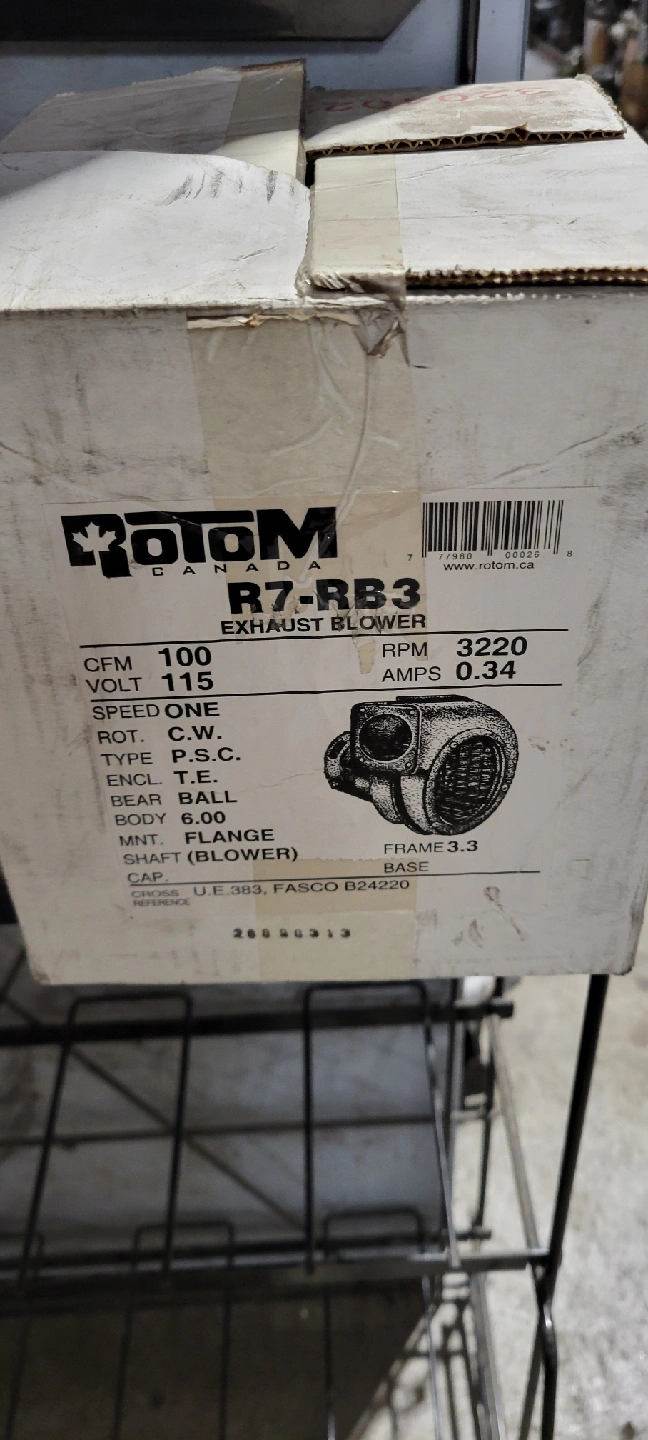 ROTOM
CANADA
7 77980 00026 8
www.rotom.ca
R7-RB3
EXHAUST BLOWER
CFM 100 RPM 3220
VOLT 115 AMPS 0.34
SPEED ONE
ROT. C.W.
TYPE P.S.C.
ENCL. T.E.
BEAR BALL
BODY 6.00
MNT. FLANGE
SHAFT (BLOWER) FRAME 3.3
CAP. BASE
CROSS REFERENCE U.E.383, FASCO B24220